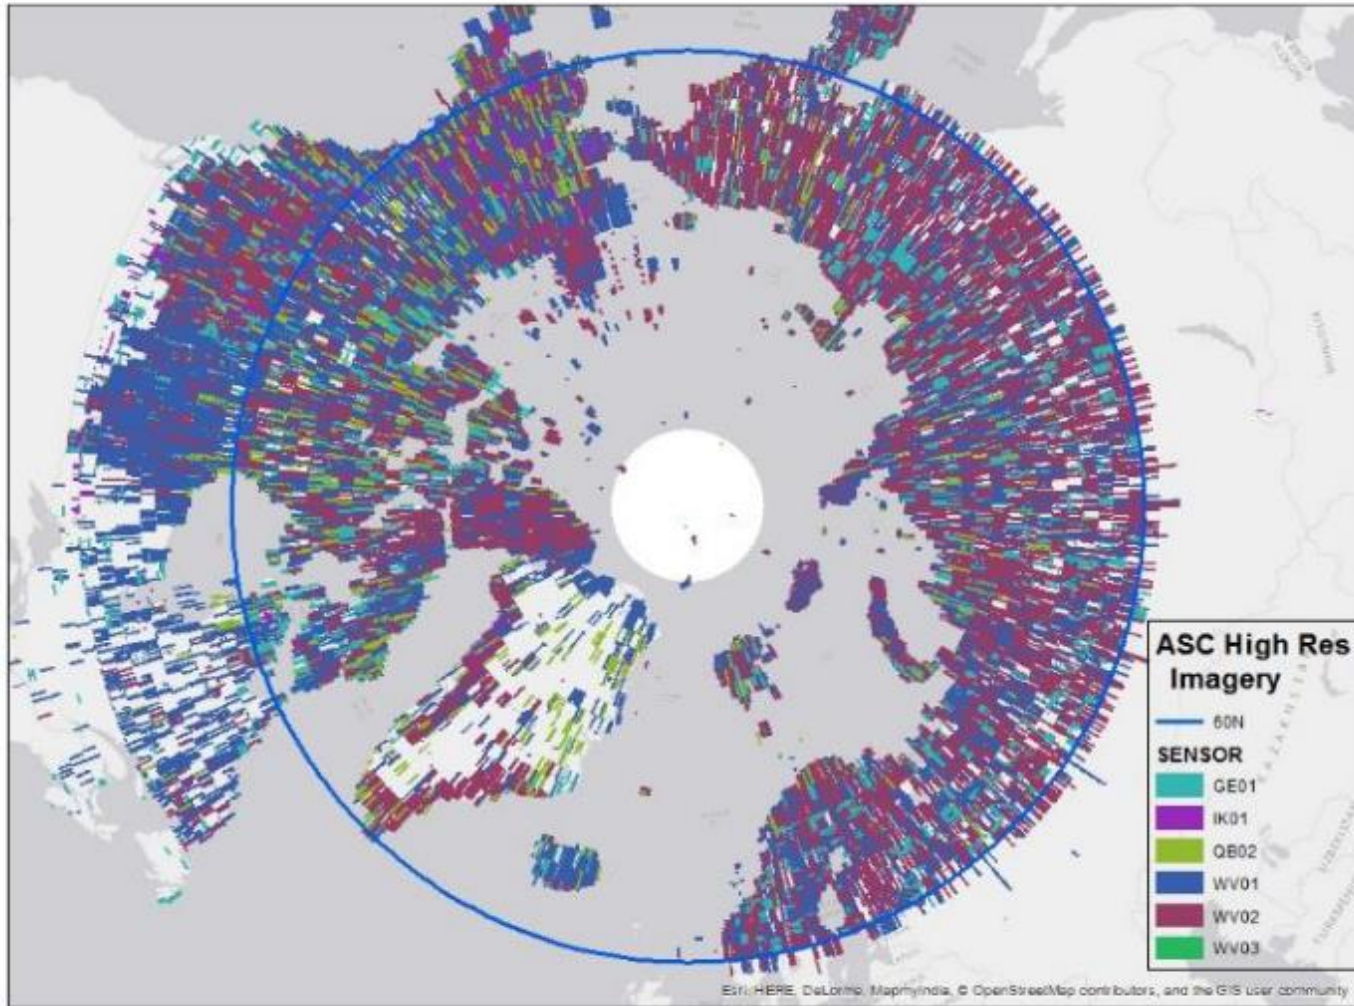 ASC High Res
Imagery
60N
SENSOR
GE01
IK01
QB02
WV01
WV02
WV03
KAZAKHSTAN
Esri, HERE, DeLorme, MapmyIndia, © OpenStreetMap contributors, and the GIS user community